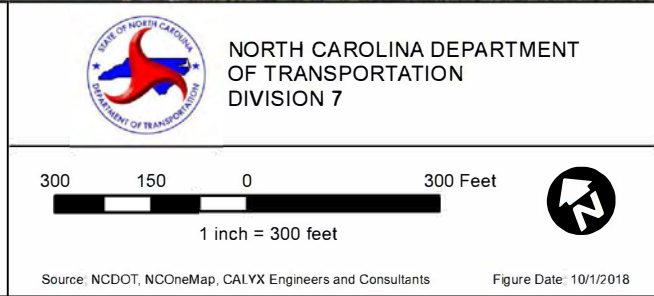 STATE OF NORTH CAROLINA
DEPARTMENT OF TRANSPORTATION
NORTH CAROLINA DEPARTMENT
OF TRANSPORTATION
DIVISION 7
300 150 0 300 Feet
1 inch = 300 feet
N
Source: NCDOT, NCOneMap, CALYX Engineers and Consultants Figure Date: 10/1/2018